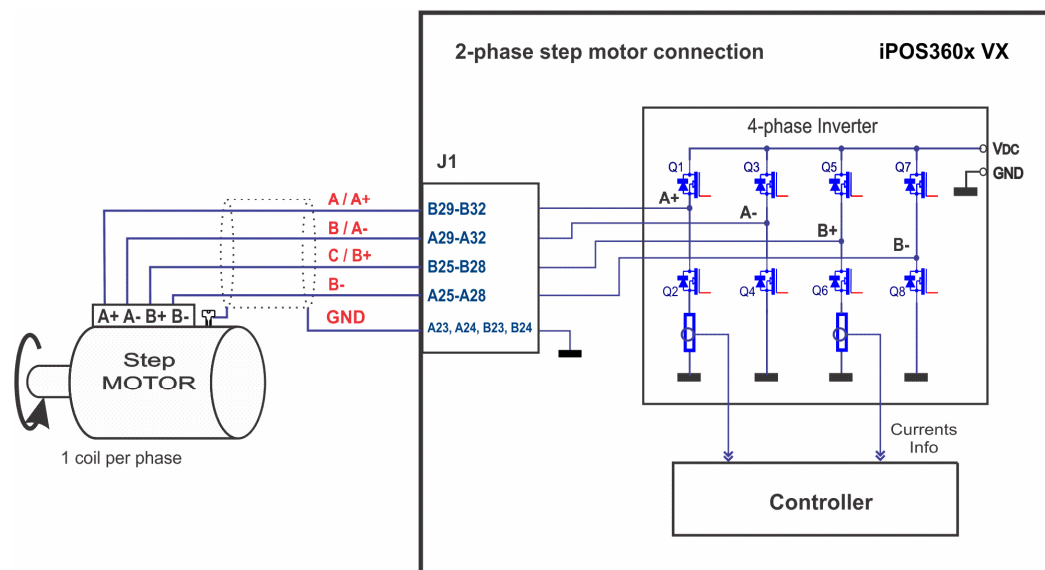 2-phase step motor connection
iPOS360x VX
4-phase Inverter
VDC
GND
Q1
Q3
Q5
Q7
A+
A-
B+
B-
Q2
Q4
Q6
Q8
J1
A / A+
B29-B32
B / A-
A29-A32
C / B+
B25-B28
B-
A25-A28
GND
A23, A24, B23, B24
A+ A- B+ B-
Step
MOTOR
1 coil per phase
Currents
Info
Controller